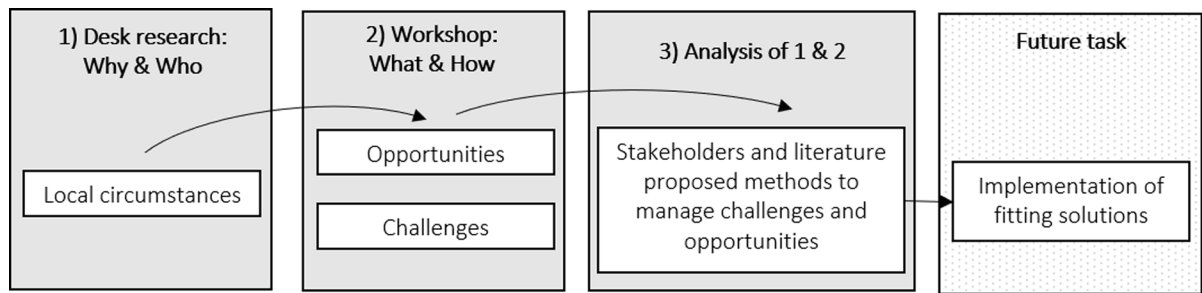 1) Desk research:
Why & Who
Local circumstances
2) Workshop:
What & How
Opportunities
Challenges
3) Analysis of 1 & 2
Stakeholders and literature
proposed methods to
manage challenges and
opportunities
Future task
Implementation of
fitting solutions